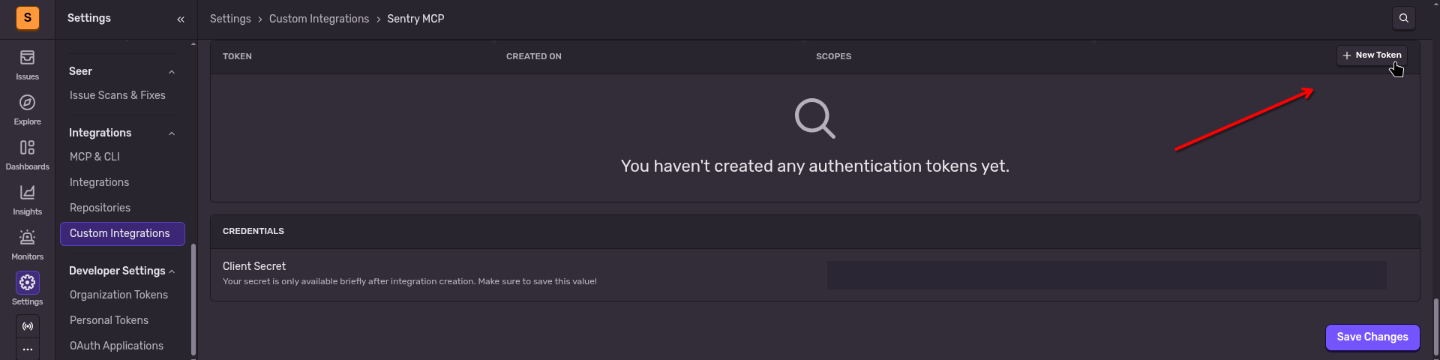 S
Settings
«
Settings > Custom Integrations > Sentry MCP
Issues
Explore
Dashboards
Insights
Monitors
Settings
...
Seer
Issue Scans & Fixes
Integrations
MCP & CLI
Integrations
Repositories
Custom Integrations
Developer Settings
Organization Tokens
Personal Tokens
OAuth Applications
TOKEN CREATED ON SCOPES
+ New Token
You haven't created any authentication tokens yet.
CREDENTIALS
Client Secret
Your secret is only available briefly after integration creation. Make sure to save this value!
Save Changes